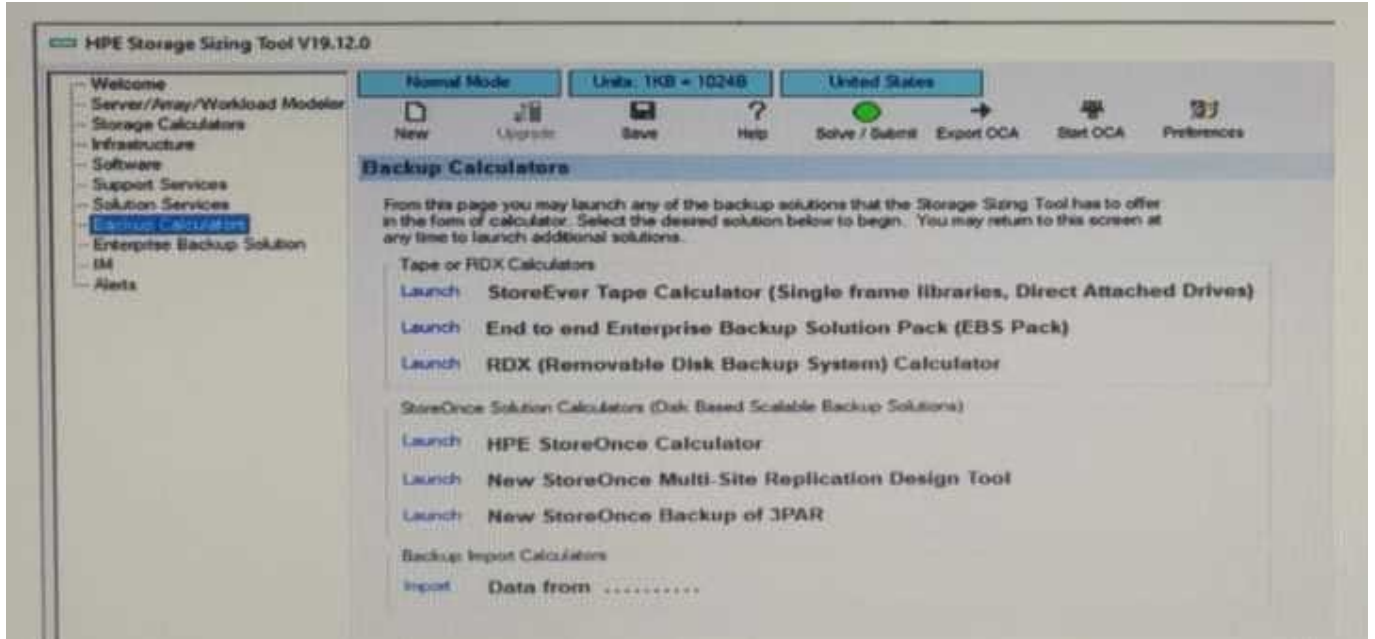 HPE Storage Sizing Tool V19.12.0
Welcome
Server/Array/Workload Modeler
Storage Calculators
Infrastructure
Software
Support Services
Solution Services
Backup Calculators
Enterprise Backup Solution
IM
Alerts
Normal Mode
Units: 1KB = 1024B
United States
New
Upgrade
Save
? Help
Solve / Submit
Export OCA
Start OCA
Preferences
Backup Calculators
From this page you may launch any of the backup solutions that the Storage Sizing Tool has to offer
in the form of calculator. Select the desired solution below to begin. You may return to this screen at
any time to launch additional solutions.
Tape or RDX Calculators
Launch StoreEver Tape Calculator (Single frame libraries, Direct Attached Drives)
Launch End to end Enterprise Backup Solution Pack (EBS Pack)
Launch RDX (Removable Disk Backup System) Calculator
StoreOnce Solution Calculators (Disk Based Scalable Backup Solutions)
Launch HPE StoreOnce Calculator
Launch New StoreOnce Multi-Site Replication Design Tool
Launch New StoreOnce Backup of 3PAR
Backup Import Calculators
Import Data from ..........